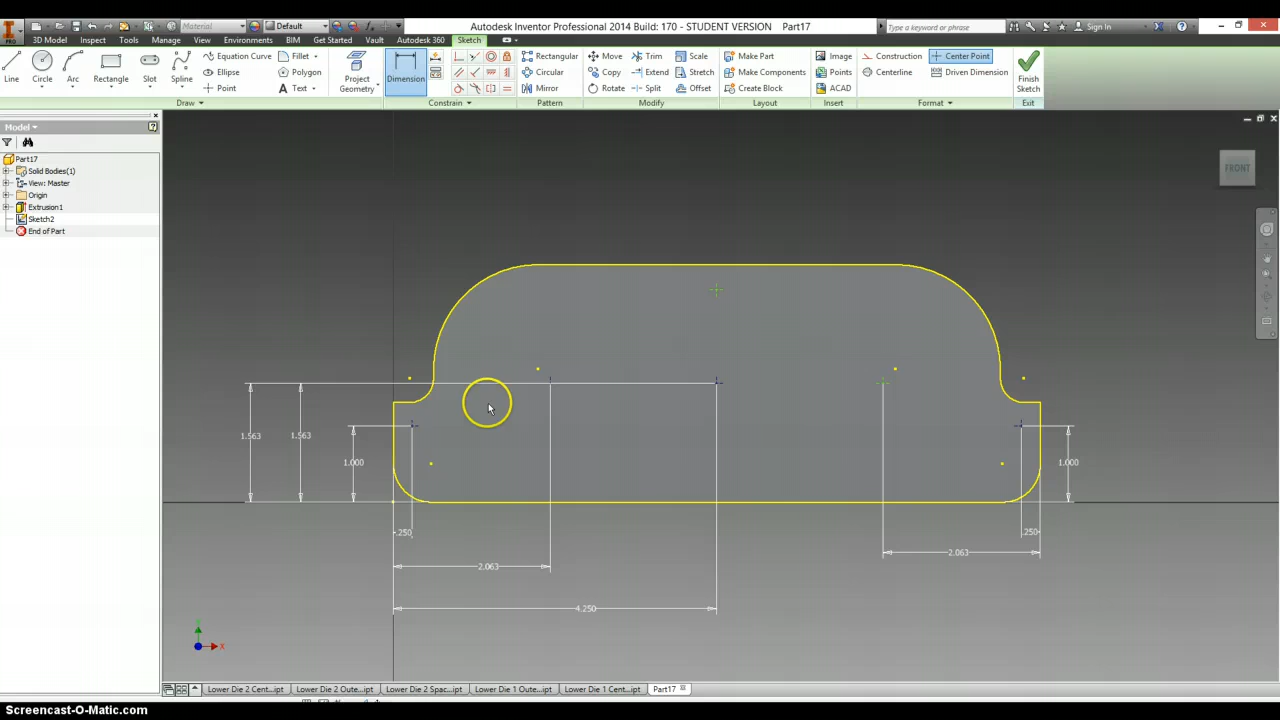 Autodesk Inventor Professional 2014 Build: 170 - STUDENT VERSION Part17
Material Default Type a keyword or phrase Sign In
PRO 3D Model Inspect Tools Manage View Environments BIM Get Started Vault Autodesk 360 Sketch
Equation Curve Fillet Rectangular Move Trim Scale Make Part Image Construction Center Point
Line Circle Arc Rectangle Slot Spline Ellipse Polygon Project Geometry Dimension Circular Copy Extend Stretch Make Components Points Centerline Driven Dimension Finish Sketch
Point Text Mirror Rotate Split Offset Create Block ACAD
Draw Constrain Pattern Modify Layout Insert Format Exit
Model
Part17
Solid Bodies(1)
View: Master
Origin
Extrusion1
Sketch2
End of Part
FRONT
1.563
1.563
1.000
1.000
.250
.250
2.063
2.063
4.250
X
Lower Die 2 Cent...ipt Lower Die 2 Oute...ipt Lower Die 2 Spac...ipt Lower Die 1 Oute...ipt Lower Die 1 Cent...ipt Part17
Screencast-O-Matic.com